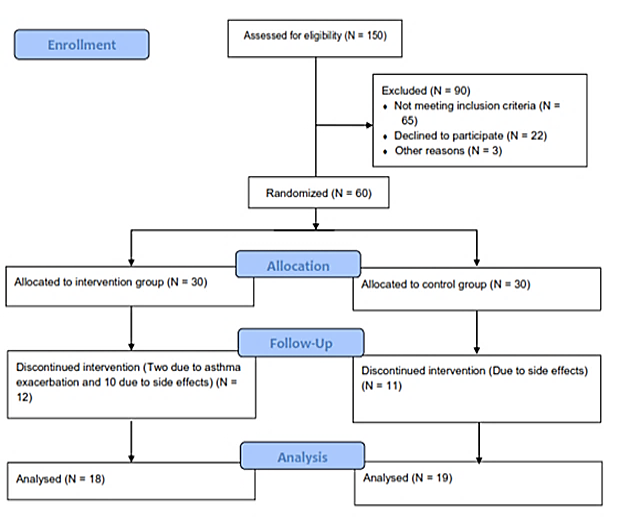 Enrollment
Assessed for eligibility (N = 150)
Excluded (N = 90)
• Not meeting inclusion criteria (N =
65)
• Declined to participate (N = 22)
• Other reasons (N = 3)
Randomized (N = 60)
Allocation
Allocated to intervention group (N = 30)
Allocated to control group (N = 30)
Follow-Up
Discontinued intervention (Two due to asthma
exacerbation and 10 due to side effects) (N =
12)
Discontinued intervention (Due to side effects)
(N = 11)
Analysis
Analysed (N = 18)
Analysed (N = 19)